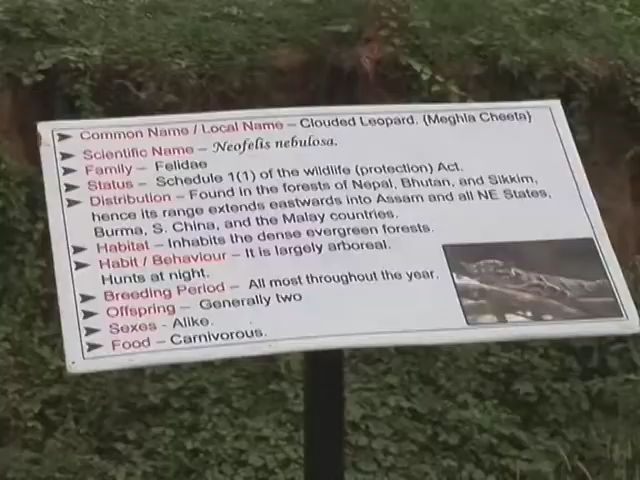 ➤ Common Name / Local Name – Clouded Leopard. (Meghla Cheeta)
➤ Scientific Name – Neofelis nebulosa.
➤ Family – Felidae
➤ Status – Schedule 1(1) of the wildlife (protection) Act.
➤ Distribution – Found in the forests of Nepal, Bhutan, and Sikkim,
hence its range extends eastwards into Assam and all NE States,
Burma, S. China, and the Malay countries.
➤ Habitat – Inhabits the dense evergreen forests.
➤ Habit / Behaviour – It is largely arboreal.
Hunts at night.
➤ Breeding Period – All most throughout the year.
➤ Offspring – Generally two
➤ Sexes - Alike.
➤ Food – Carnivorous.